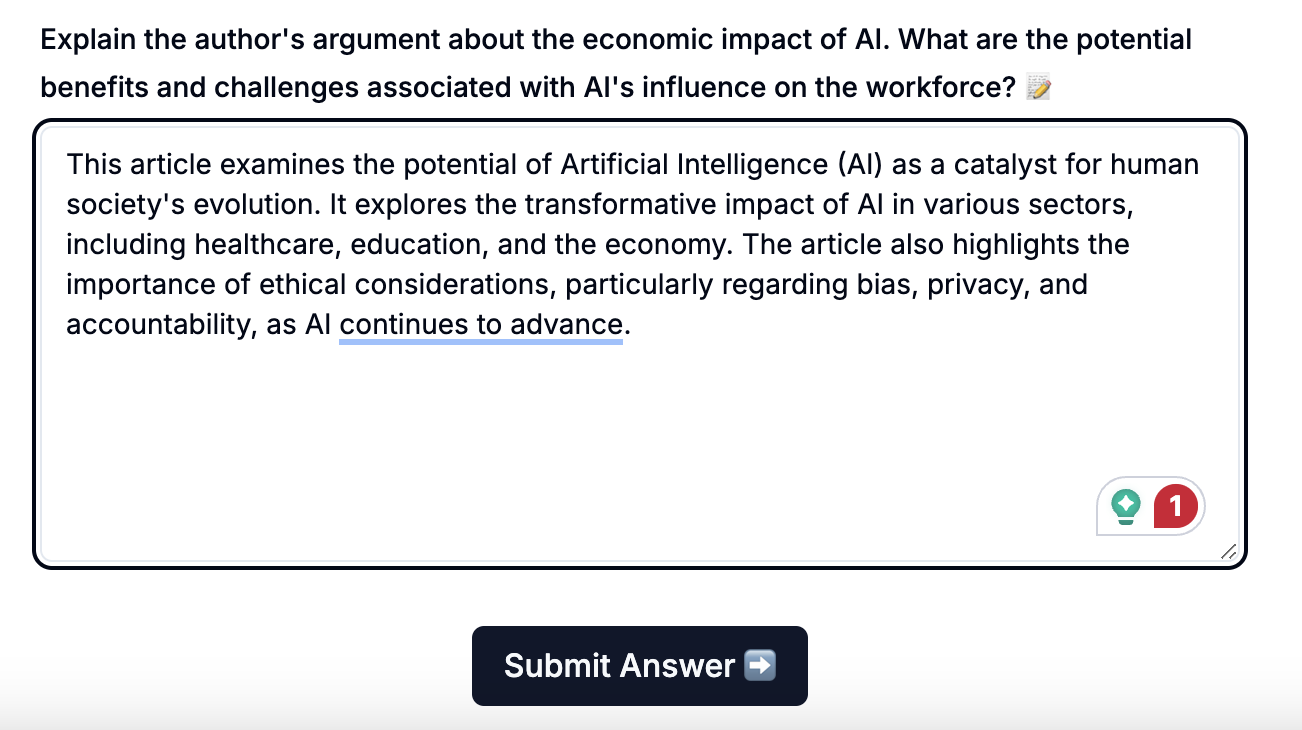 Explain the author's argument about the economic impact of AI. What are the potential
benefits and challenges associated with AI's influence on the workforce? 📝
This article examines the potential of Artificial Intelligence (AI) as a catalyst for human
society's evolution. It explores the transformative impact of AI in various sectors,
including healthcare, education, and the economy. The article also highlights the
importance of ethical considerations, particularly regarding bias, privacy, and
accountability, as AI continues to advance.
1
Submit Answer ➡️